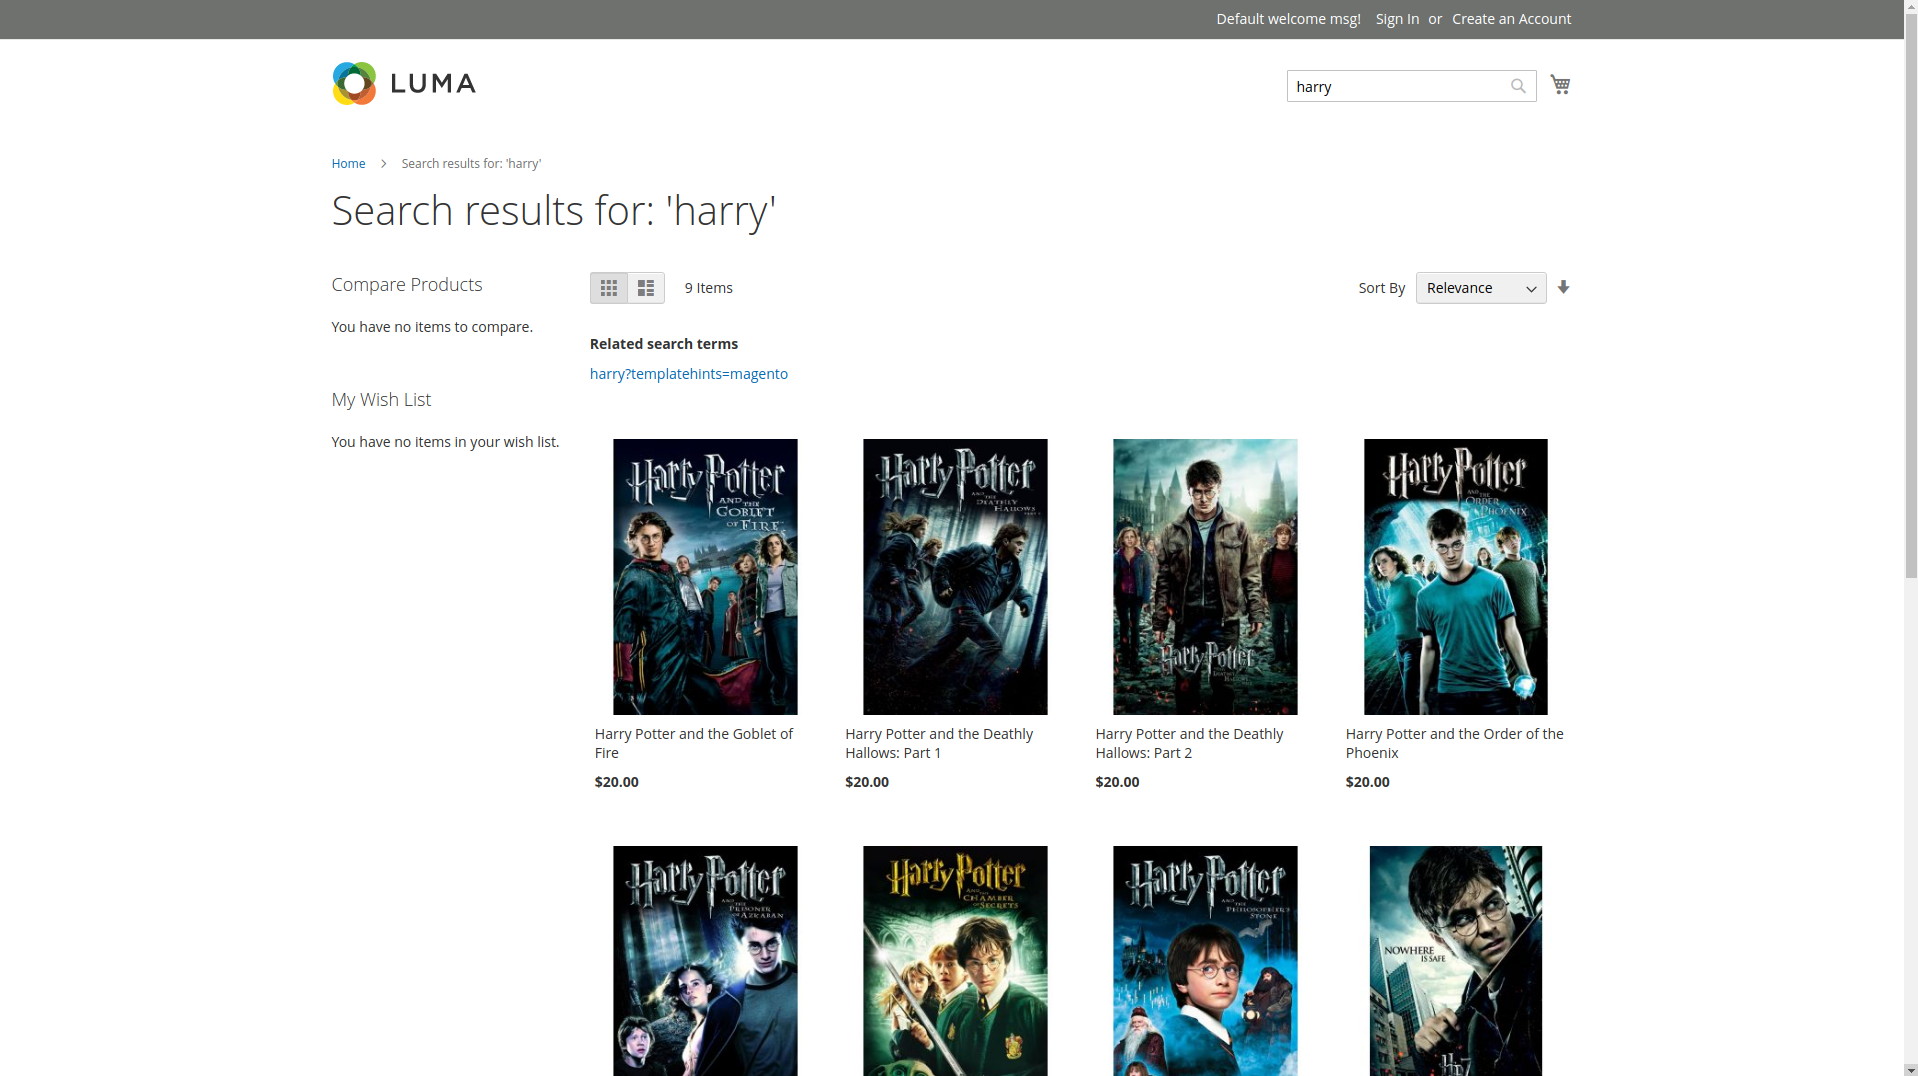 Default welcome msg! Sign In or Create an Account
LUMA
harry
Home > Search results for: 'harry'
Search results for: 'harry'
Compare Products
You have no items to compare.
My Wish List
You have no items in your wish list.
9 Items
Sort By Relevance
Related search terms
harry?templatehints=magento
Harry Potter
AND THE
GOBLET
OF FIRE
Harry Potter
AND THE
DEATHLY
HALLOWS
Harry Potter
DEATHLY
HALLOWS
Harry Potter
AND THE
ORDER
OF THE
PHOENIX
Harry Potter and the Goblet of
Fire
$20.00
Harry Potter and the Deathly
Hallows: Part 1
$20.00
Harry Potter and the Deathly
Hallows: Part 2
$20.00
Harry Potter and the Order of the
Phoenix
$20.00
Harry Potter
AND THE
PRISONER
OF AZKABAN
Harry Potter
AND THE
CHAMBER
OF SECRETS
Harry Potter
AND THE
PHILOSOPHER'S
STONE
NOWHERE
IS SAFE